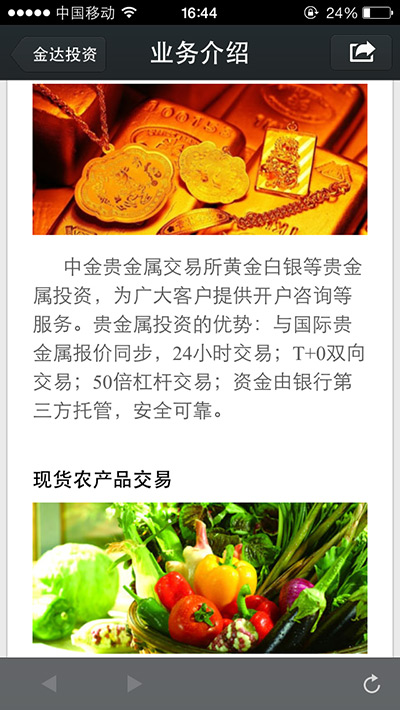 中国移动 16:44 24%
金达投资 业务介绍
中金贵金属交易所黄金白银等贵金
属投资，为广大客户提供开户咨询等
服务。贵金属投资的优势：与国际贵
金属报价同步，24小时交易；T+0双向
交易；50倍杠杆交易；资金由银行第
三方托管，安全可靠。
现货农产品交易